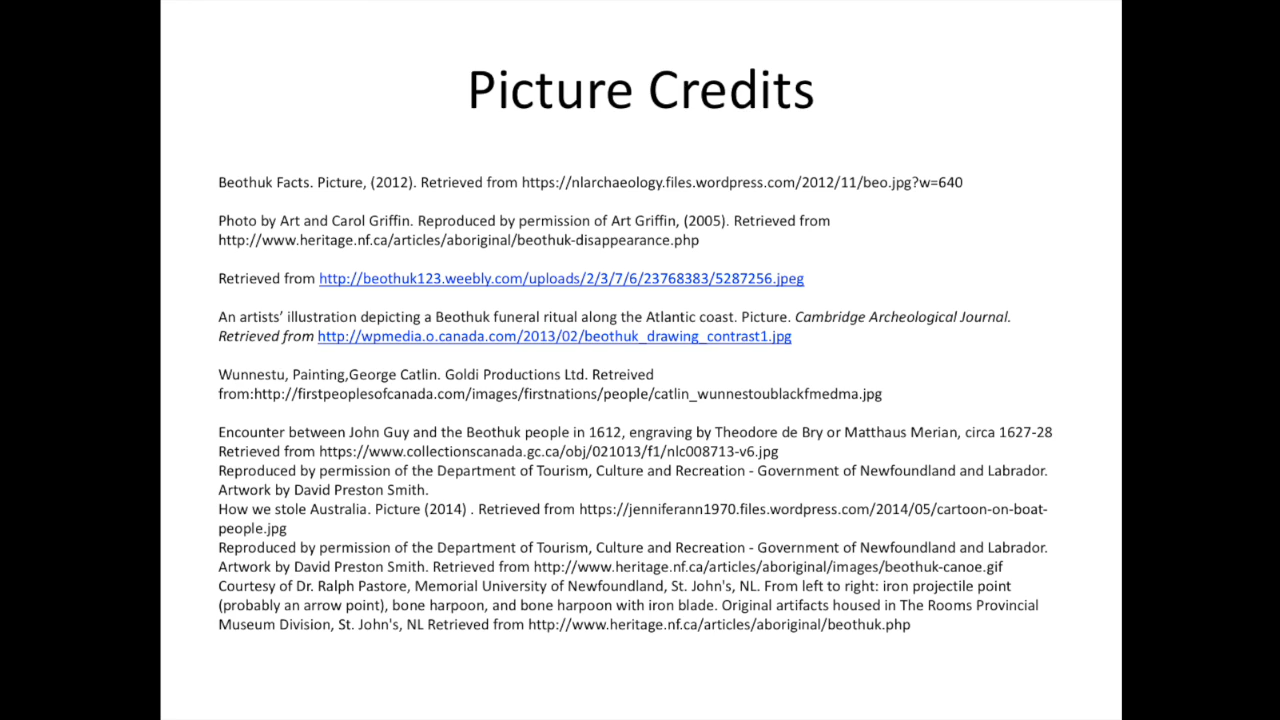 Picture Credits
Beothuk Facts. Picture, (2012). Retrieved from https://nlarchaeology.files.wordpress.com/2012/11/beo.jpg?w=640
Photo by Art and Carol Griffin. Reproduced by permission of Art Griffin, (2005). Retrieved from
http://www.heritage.nf.ca/articles/aboriginal/beothuk-disappearance.php
Retrieved from http://beothuk123.weebly.com/uploads/2/3/7/6/23768383/5287256.jpeg
An artists’ illustration depicting a Beothuk funeral ritual along the Atlantic coast. Picture. Cambridge Archeological Journal.
Retrieved from http://wpmedia.o.canada.com/2013/02/beothuk_drawing_contrast1.jpg
Wunnestu, Painting,George Catlin. Goldi Productions Ltd. Retreived
from:http://firstpeoplesofcanada.com/images/firstnations/people/catlin_wunnestoublackfmedma.jpg
Encounter between John Guy and the Beothuk people in 1612, engraving by Theodore de Bry or Matthaus Merian, circa 1627-28
Retrieved from https://www.collectionscanada.gc.ca/obj/021013/f1/nlc008713-v6.jpg
Reproduced by permission of the Department of Tourism, Culture and Recreation - Government of Newfoundland and Labrador.
Artwork by David Preston Smith.
How we stole Australia. Picture (2014) . Retrieved from https://jenniferann1970.files.wordpress.com/2014/05/cartoon-on-boat-
people.jpg
Reproduced by permission of the Department of Tourism, Culture and Recreation - Government of Newfoundland and Labrador.
Artwork by David Preston Smith. Retrieved from http://www.heritage.nf.ca/articles/aboriginal/images/beothuk-canoe.gif
Courtesy of Dr. Ralph Pastore, Memorial University of Newfoundland, St. John's, NL. From left to right: iron projectile point
(probably an arrow point), bone harpoon, and bone harpoon with iron blade. Original artifacts housed in The Rooms Provincial
Museum Division, St. John's, NL Retrieved from http://www.heritage.nf.ca/articles/aboriginal/beothuk.php